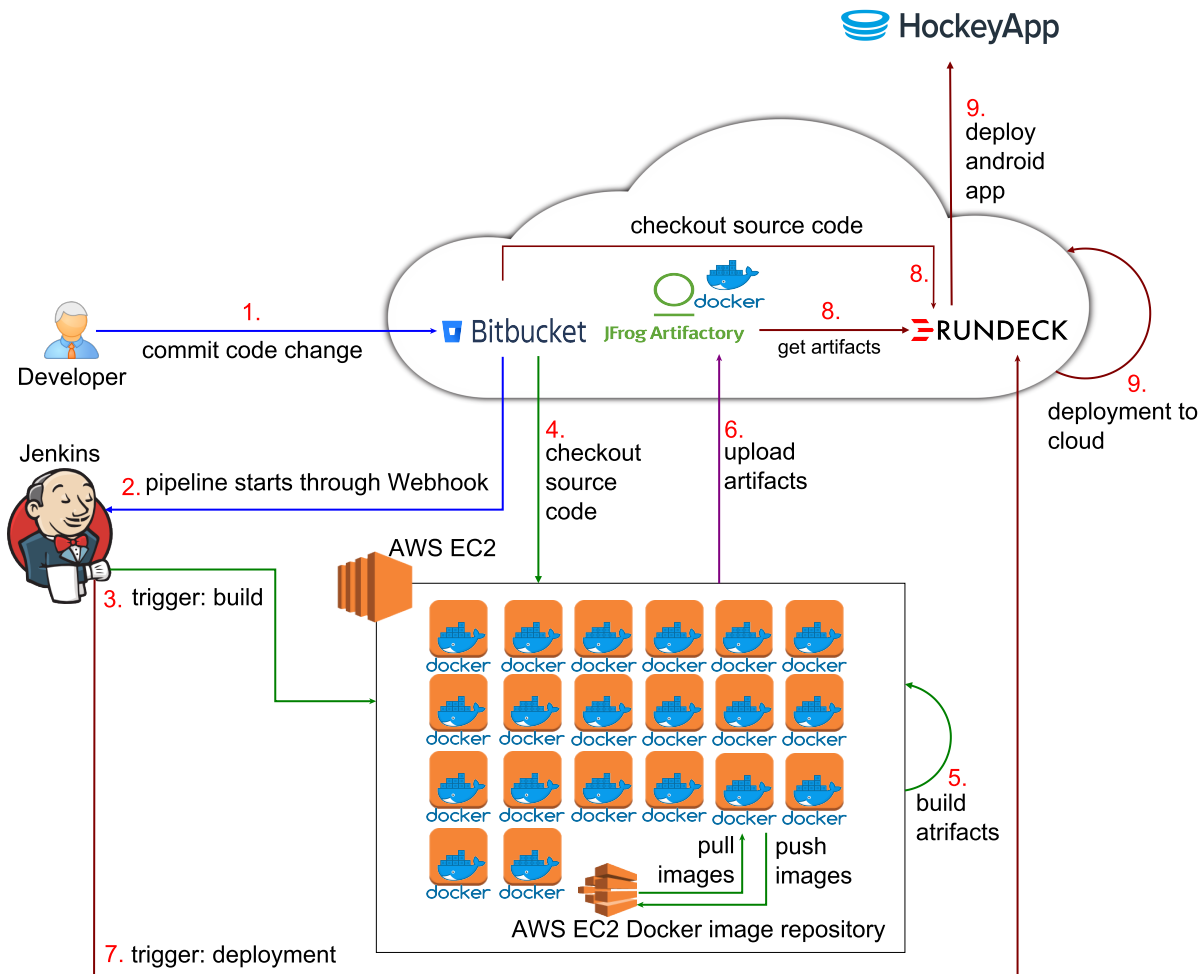 HockeyApp
9.
deploy
android
app
checkout source code
8.
docker
JFrog Artifactory
8.
get artifacts
RUNDECK
Bitbucket
1.
commit code change
Developer
9.
deployment to
cloud
Jenkins
2. pipeline starts through Webhook
4.
checkout
source
code
6.
upload
artifacts
AWS EC2
3. trigger: build
docker docker docker docker docker docker
docker docker docker docker docker docker
docker docker docker docker docker docker
docker docker
5.
build
atrifacts
pull
images
push
images
AWS EC2 Docker image repository
7. trigger: deployment